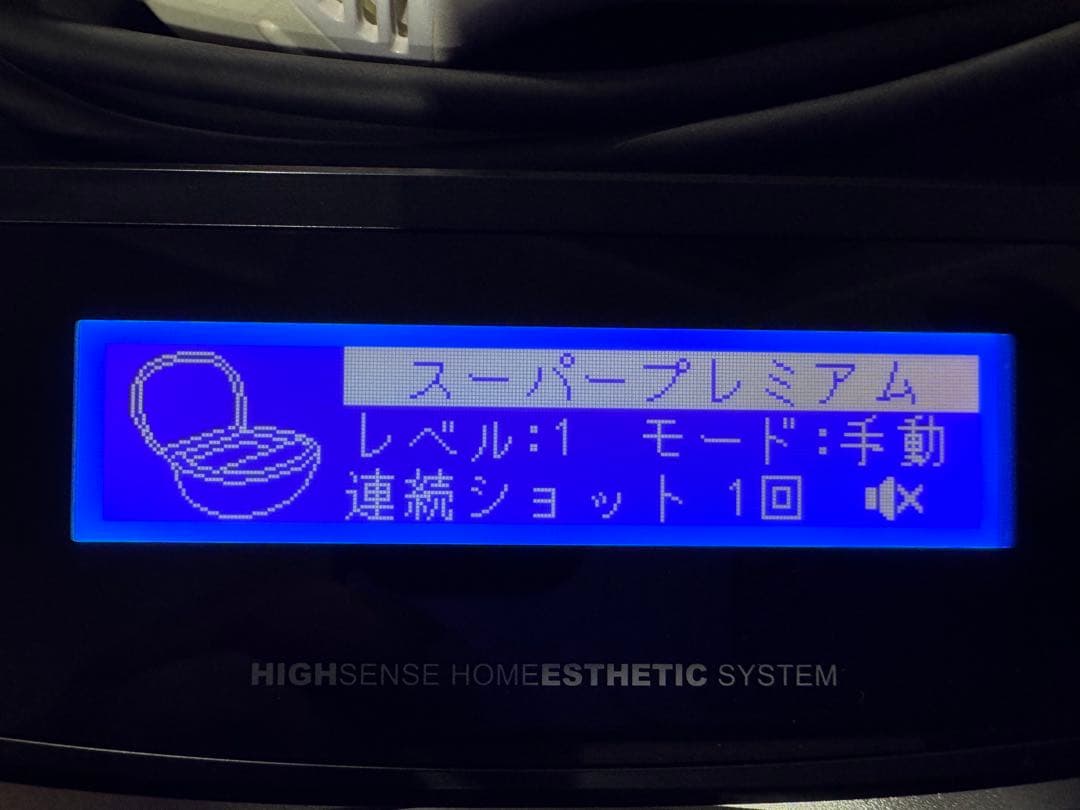 スーパープレミアム
レベル:1 モード:手動
連続ショット 1回
HIGHSENSE HOMEESTHETIC SYSTEM